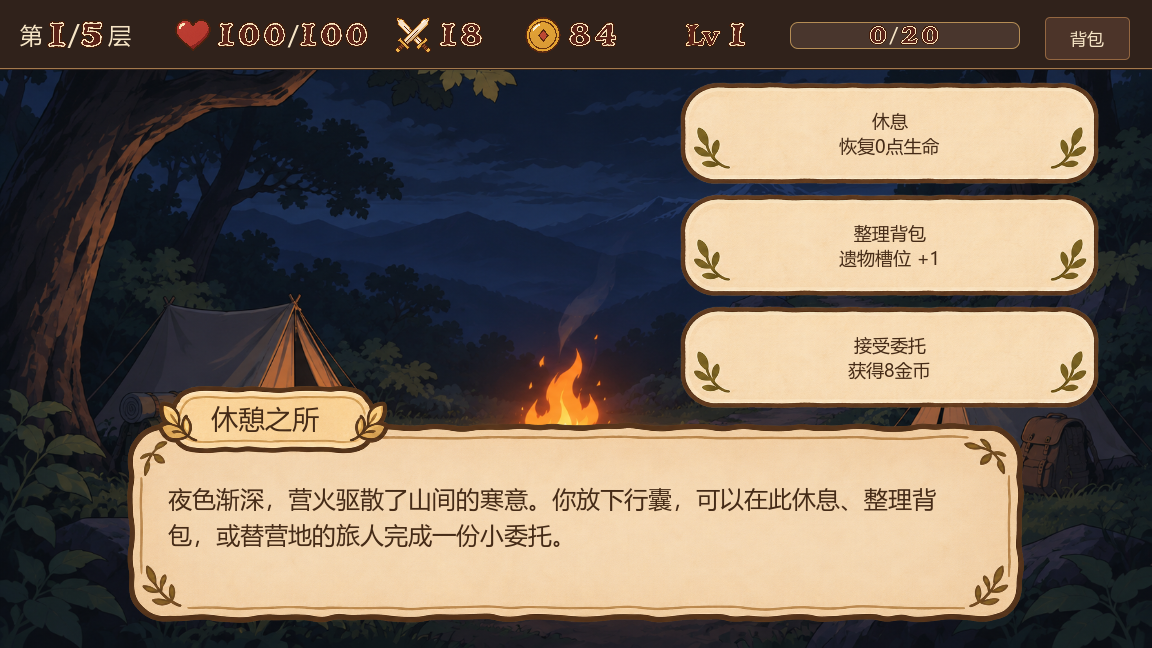 第1/5层
100/100
18
84
Lv 1
0/20
背包
休息
恢复0点生命
整理背包
遗物槽位 +1
接受委托
获得8金币
休憩之所
夜色渐深，营火驱散了山间的寒意。你放下行囊，可以在此休息、整理背
包，或替营地的旅人完成一份小委托。